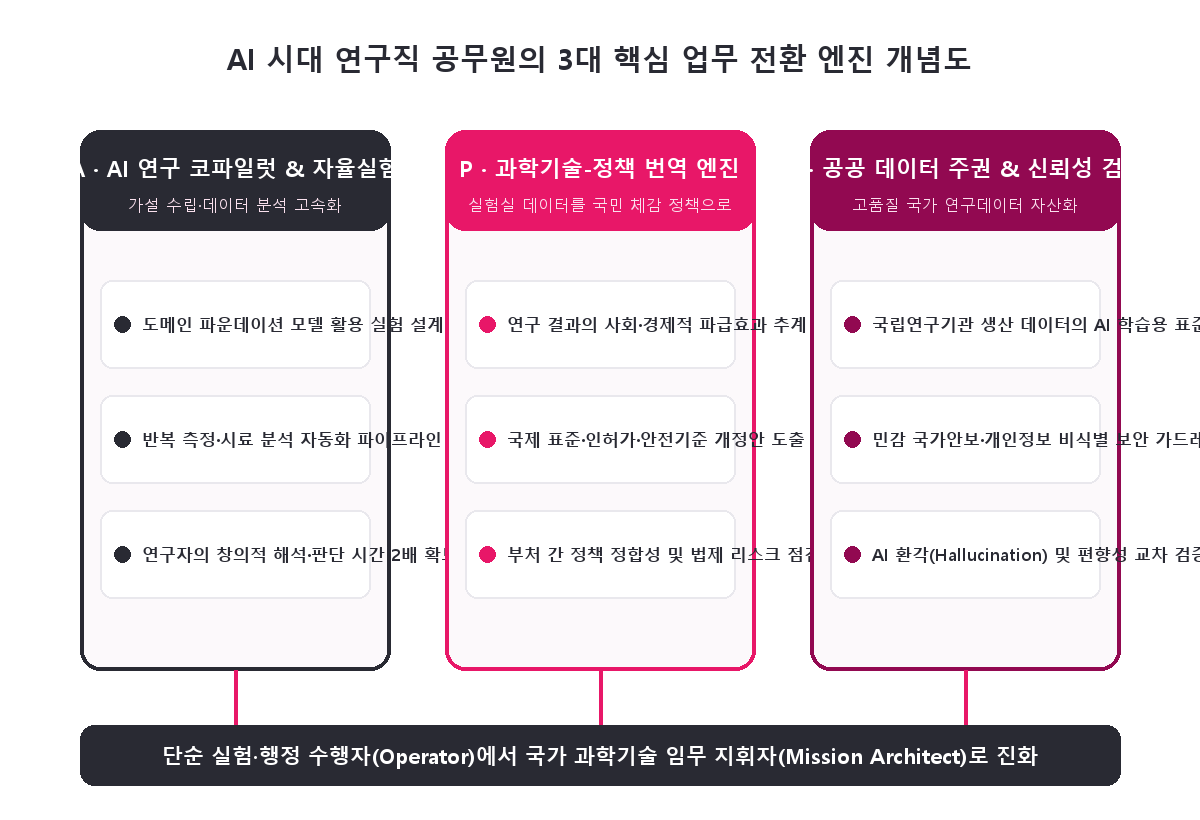 AI 시대 연구직 공무원의 3대 핵심 업무 전환 엔진 개념도
· AI 연구 코파일럿 & 자율실험
가설 수립·데이터 분석 고속화
도메인 파운데이션 모델 활용 실험 설계
반복 측정·시료 분석 자동화 파이프라인
연구자의 창의적 해석·판단 시간 2배
P · 과학기술-정책 번역 엔진
실험실 데이터를 국민 체감 정책으로
연구 결과의 사회·경제적 파급효과 추계
국제 표준·인허가·안전기준 개정안 도출
부처 간 정책 정합성 및 법제 리스크
· 공공 데이터 주권 & 신뢰성 검
고품질 국가 연구데이터 자산화
국립연구기관 생산 데이터의 AI 학습용
민감 국가안보·개인정보 비식별 보안
AI 환각(Hallucination) 및 편향성 교차
단순 실험·행정 수행자(Operator)에서 국가 과학기술 임무 지휘자(Mission Architect)로 진화